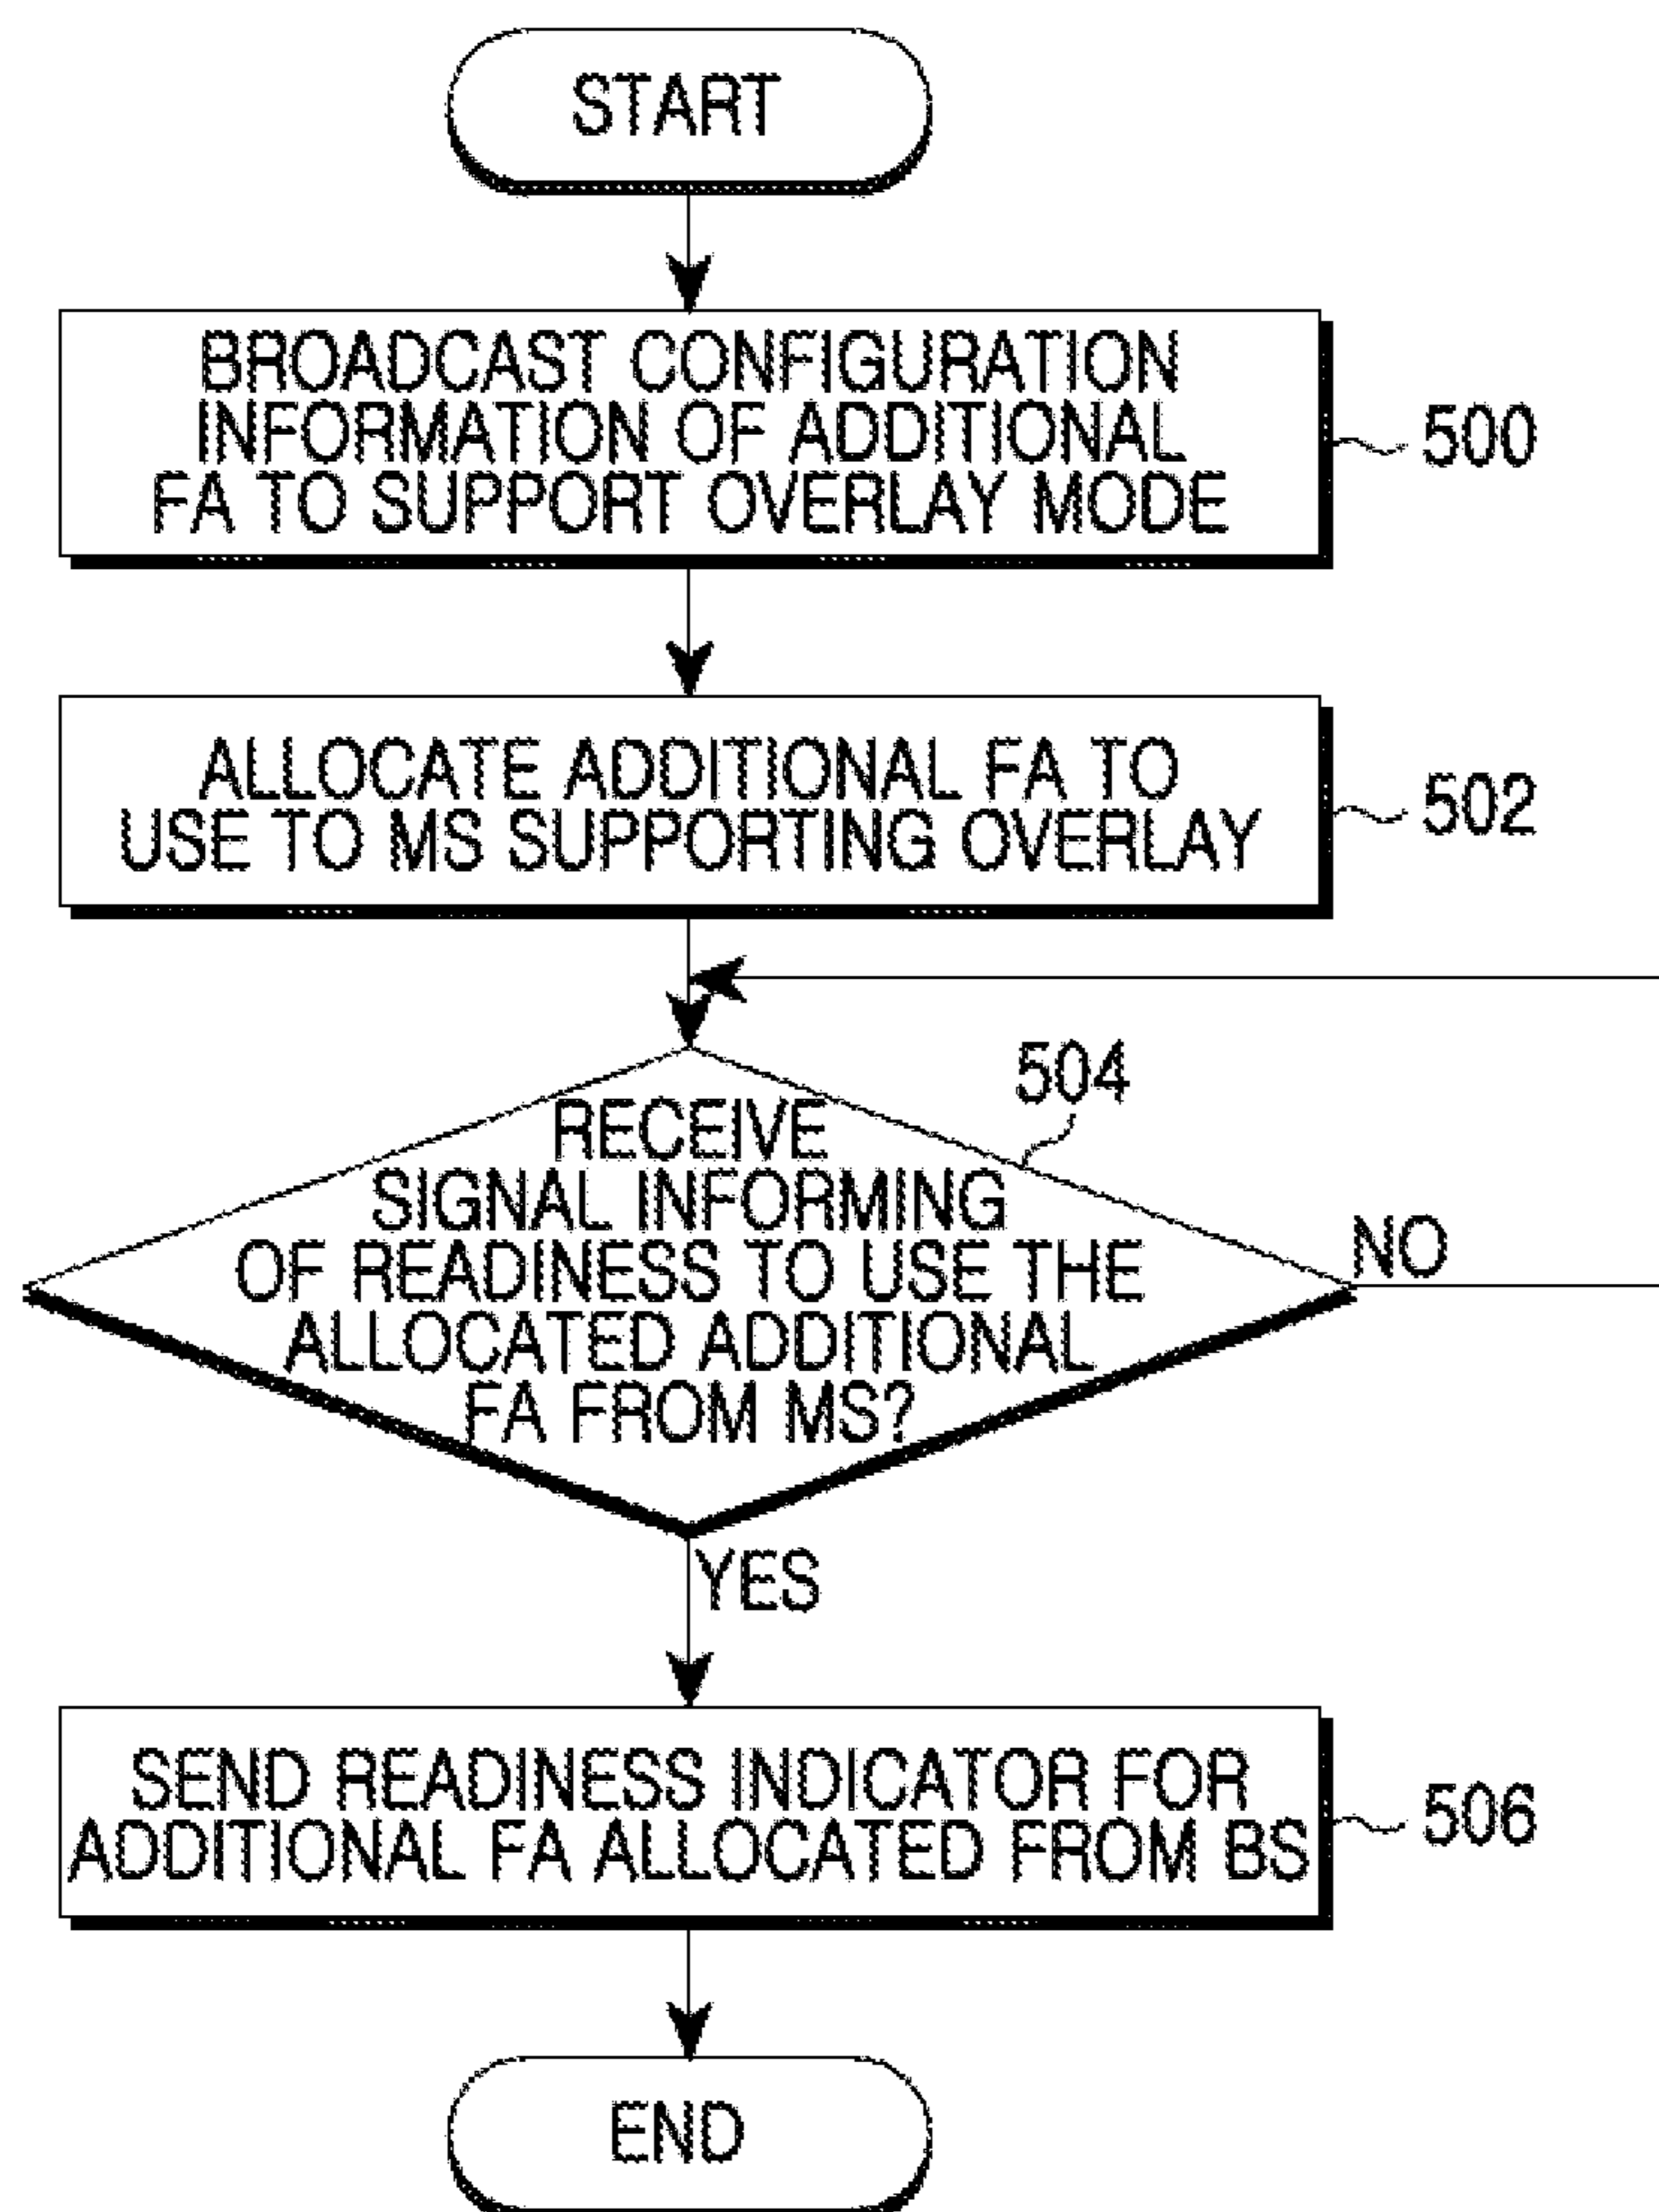 START
BROADCAST CONFIGURATION
INFORMATION OF ADDITIONAL
FA TO SUPPORT OVERLAY MODE
500
ALLOCATE ADDITIONAL FA TO
USE TO MS SUPPORTING OVERLAY
502
504
RECEIVE
SIGNAL INFORMING
OF READINESS TO USE THE
ALLOCATED ADDITIONAL
FA FROM MS?
NO
YES
SEND READINESS INDICATOR FOR
ADDITIONAL FA ALLOCATED FROM BS
506
END